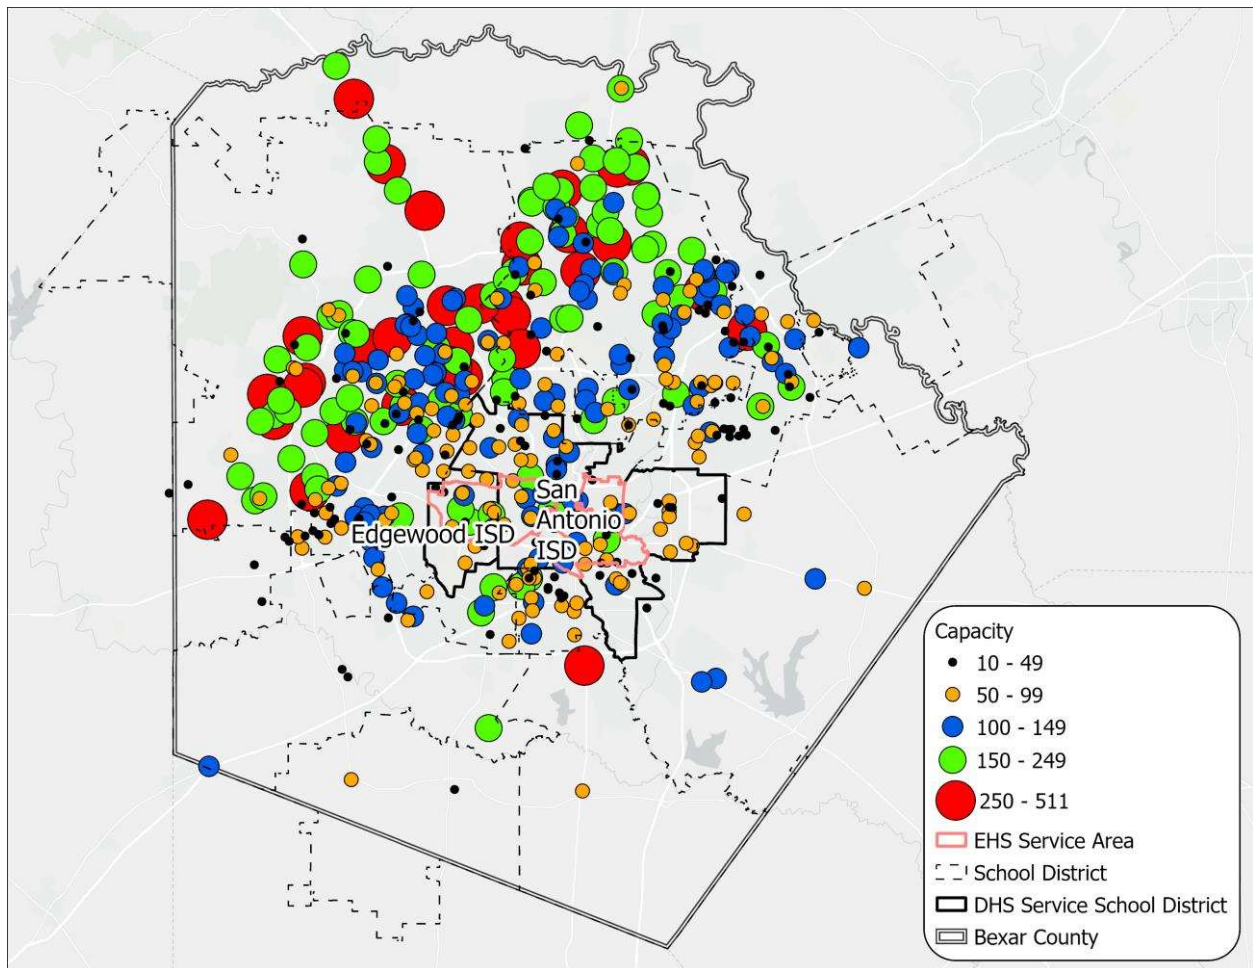 San
Antonio
ISD
Edgewood ISD
Capacity
10 - 49
50 - 99
100 - 149
150 - 249
250 - 511
EHS Service Area
School District
DHS Service School District
Bexar County